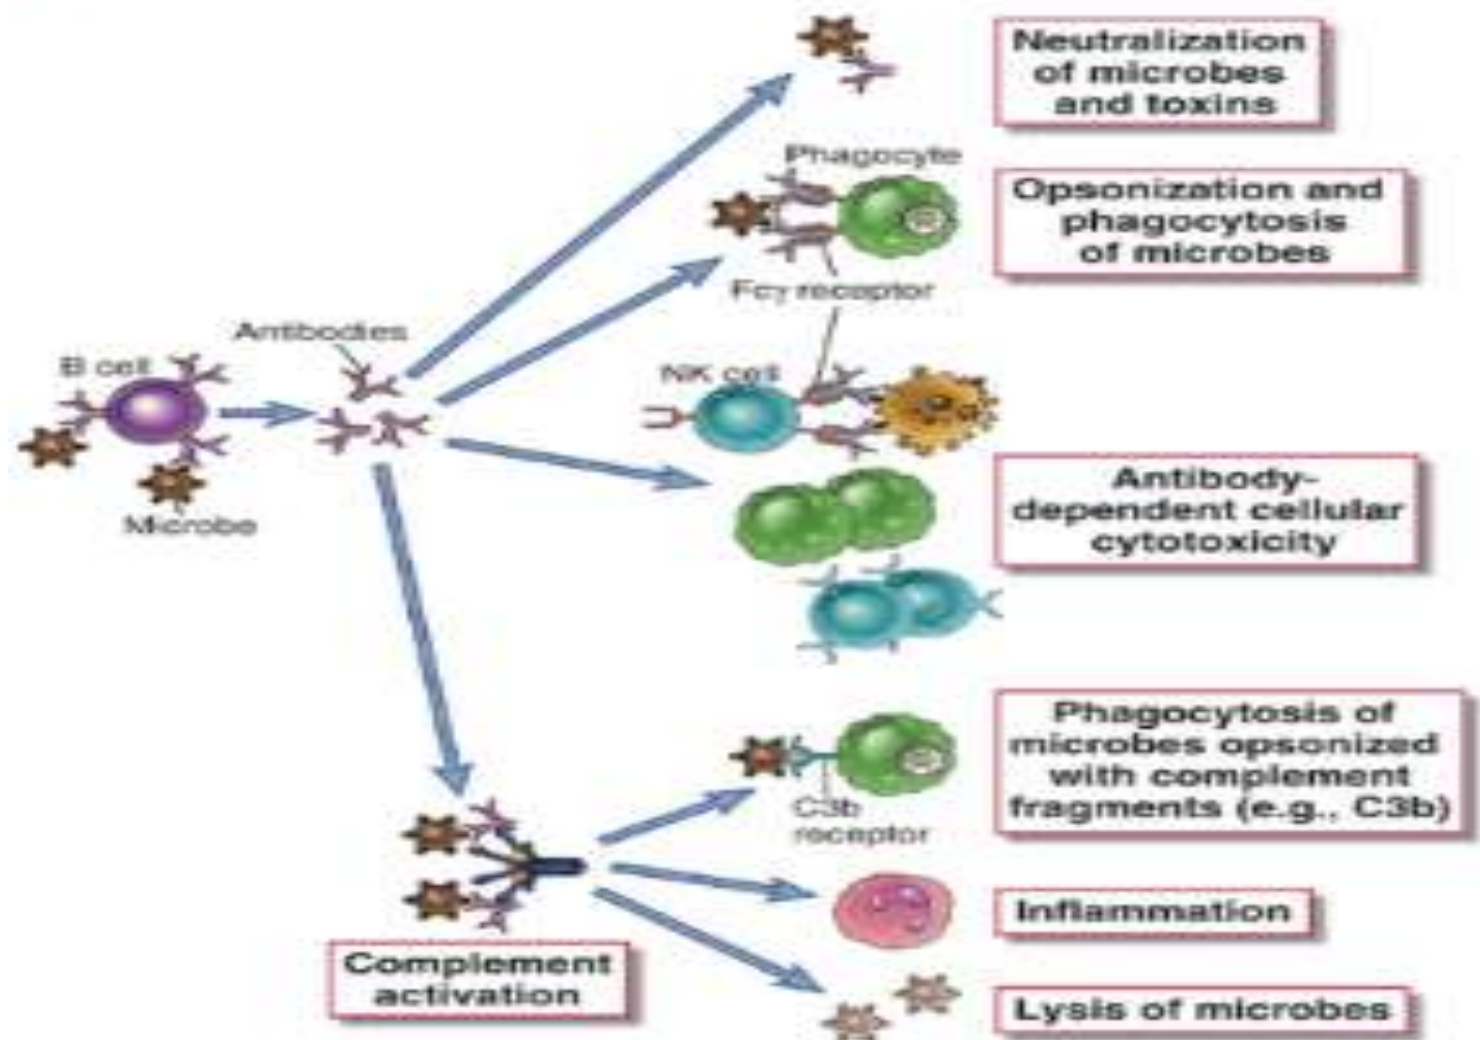 Neutralization
of microbes
and toxins
Phagocyte
Opsonization and
phagocytosis
of microbes
Fcγ receptor
Antibodies
B cell
NK cell
Microbe
Antibody-
dependent cellular
cytotoxicity
Phagocytosis of
microbes opsonized
with complement
fragments (e.g., C3b)
C3b
receptor
Inflammation
Complement
activation
Lysis of microbes